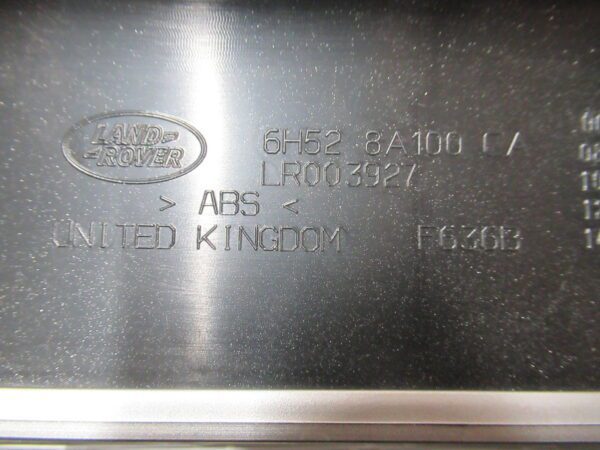 LAND-
-ROVER
6H52 8A100 CA
LR003927
> ABS <
UNITED KINGDOM F636B